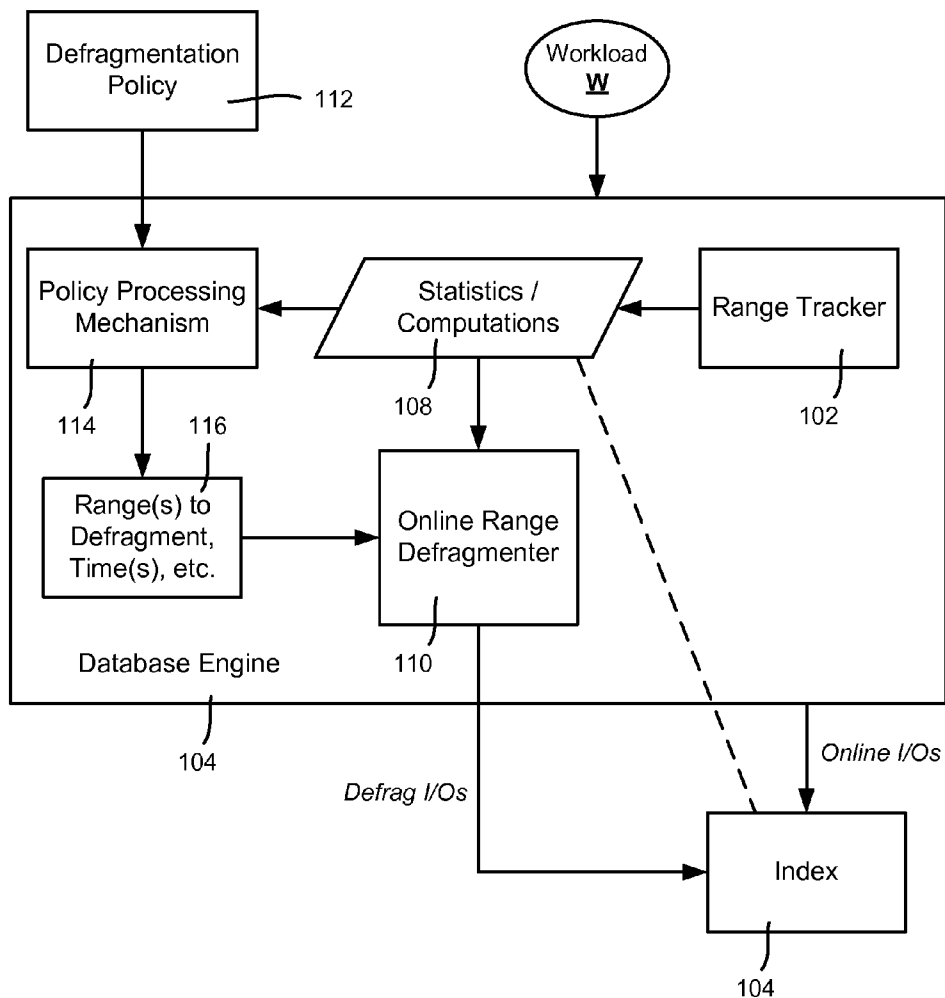 Defragmentation
Policy
112
Workload
W
Policy Processing
Mechanism
114
Statistics /
Computations
108
Range Tracker
102
116
Range(s) to
Defragment,
Time(s), etc.
Online Range
Defragmenter
110
Database Engine
104
Defrag I/Os
Online I/Os
Index
104